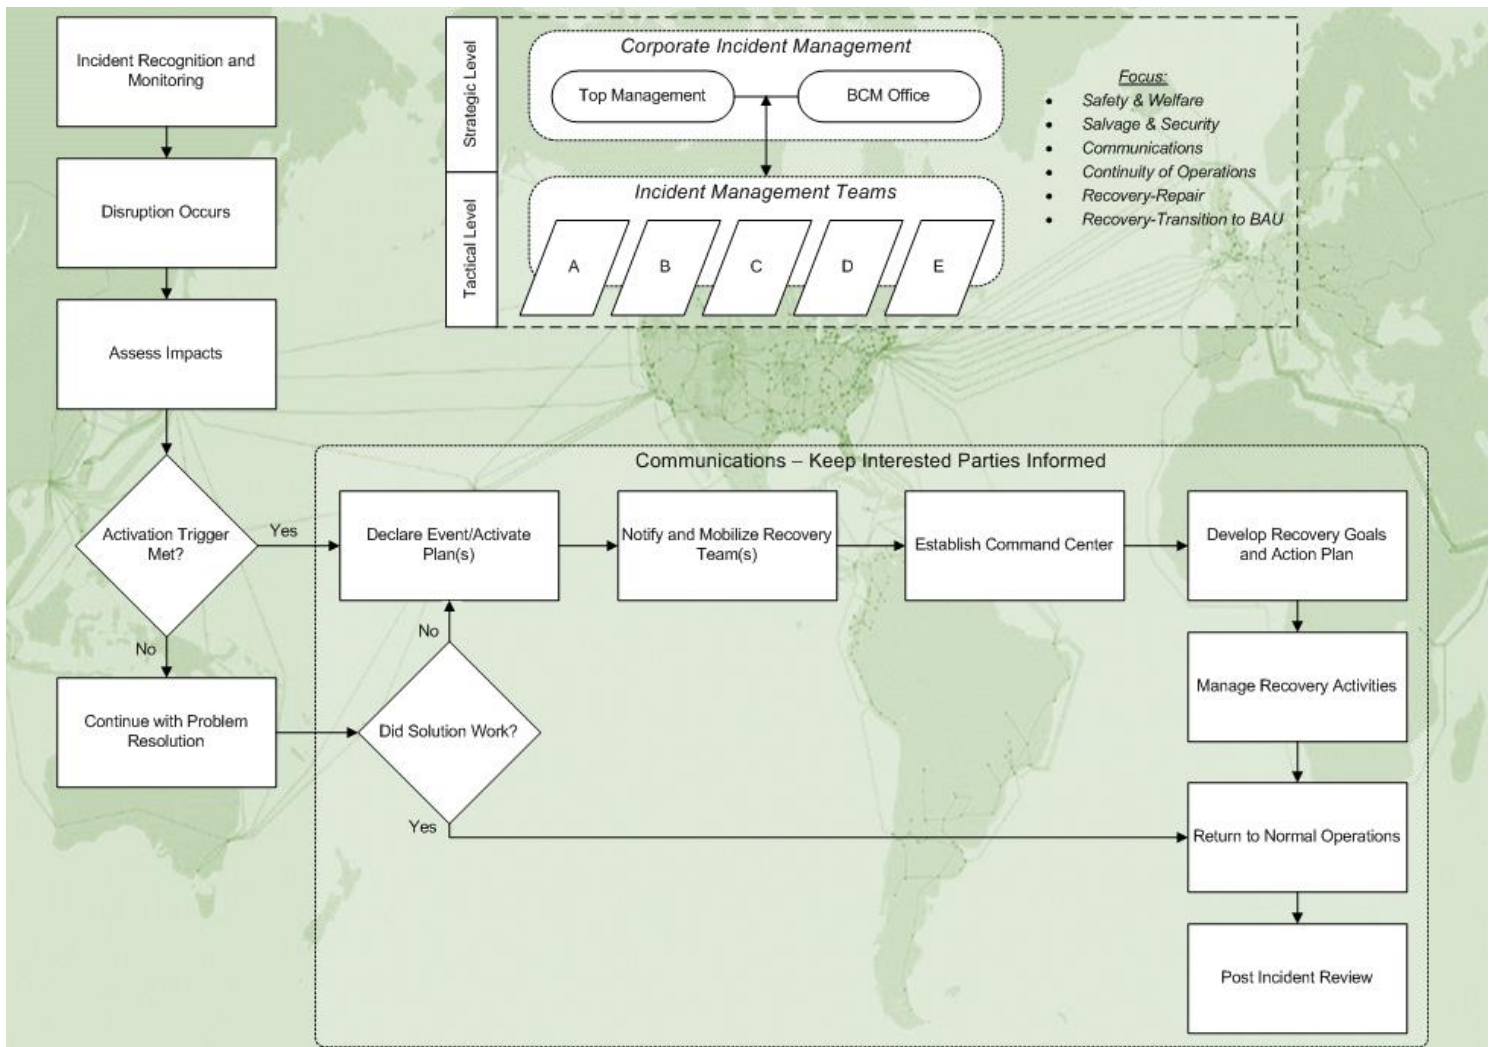 Incident Recognition and
Monitoring
Disruption Occurs
Assess Impacts
Activation Trigger
Met?
Yes
No
Continue with Problem
Resolution
Strategic Level
Tactical Level
Corporate Incident Management
Top Management
BCM Office
Incident Management Teams
A
B
C
D
E
Focus:
• Safety & Welfare
• Salvage & Security
• Communications
• Continuity of Operations
• Recovery-Repair
• Recovery-Transition to BAU
Communications – Keep Interested Parties Informed
Declare Event/Activate
Plan(s)
Notify and Mobilize Recovery
Team(s)
Establish Command Center
Develop Recovery Goals
and Action Plan
No
Did Solution Work?
Yes
Manage Recovery Activities
Return to Normal Operations
Post Incident Review